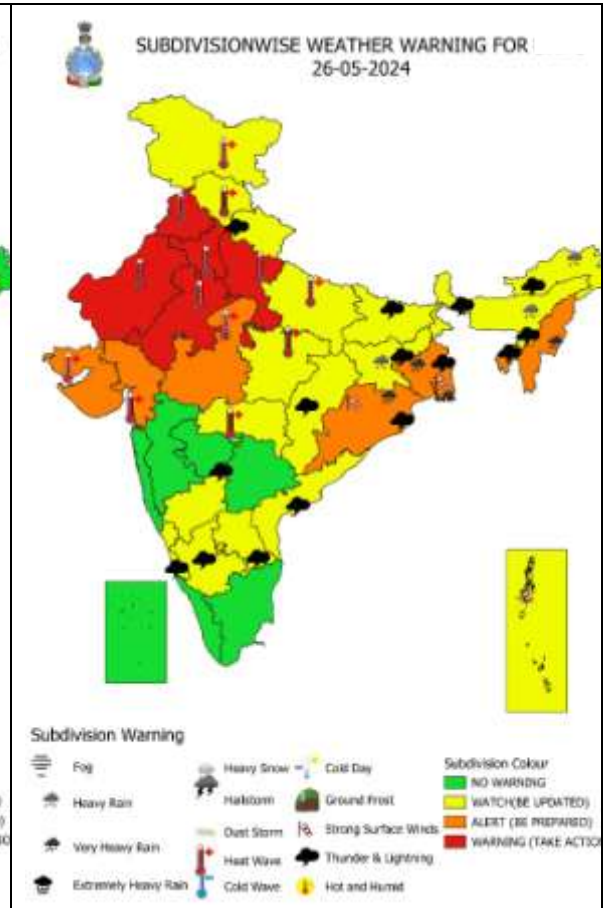 SUBDIVISIONWISE WEATHER WARNING FOR
26-05-2024
Subdivision Warning
Fog
Heavy Rain
Very Heavy Rain
Extremely Heavy Rain
Heavy Snow
Hailstorm
Dust Storm
Heat Wave
Cold Wave
Cold Day
Ground Frost
Strong Surface Winds
Thunder & Lightning
Hot and Humid
Subdivision Colour
NO WARNING
WATCH(BE UPDATED)
ALERT (BE PREPARED)
WARNING (TAKE ACTIO